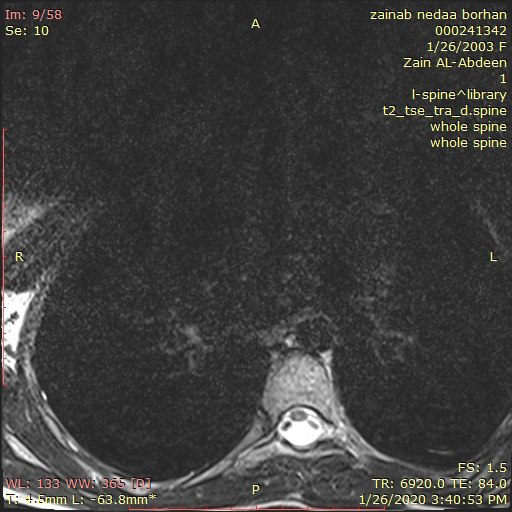 Im: 9/58
Se: 10
A
zainab nedaa borhan
000241342
1/26/2003 F
Zain AL-Abdeen
1
l-spine^library
t2_tse_tra_d.spine
whole spine
whole spine
R
L
WL: 133 WW: 365 [D]
T: 4.5mm L: -63.8mm*
P
FS: 1.5
TR: 6920.0 TE: 84.0
1/26/2020 3:40:53 PM